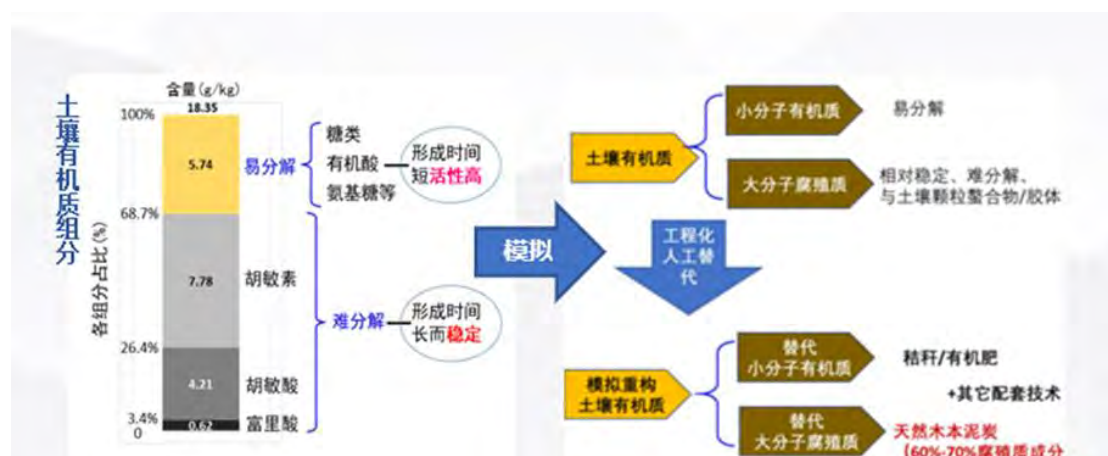 土壤有机质组分
含量(g/kg)
18.35
100%
68.7%
26.4%
3.4%
0
各组分占比(%)
5.74
7.78
4.21
0.62
易分解
糖类
有机酸
氨基糖等
形成时间
短活性高
胡敏素
胡敏酸
富里酸
难分解
形成时间
长而稳定
模拟
土壤有机质
小分子有机质
易分解
大分子腐殖质
相对稳定、难分解、
与土壤颗粒螯合物/胶体
工程化
人工替
代
模拟重构
土壤有机质
替代
小分子有机质
秸秆/有机肥
+其它配套技术
替代
大分子腐殖质
天然木本泥炭
(60%-70%腐殖质成分